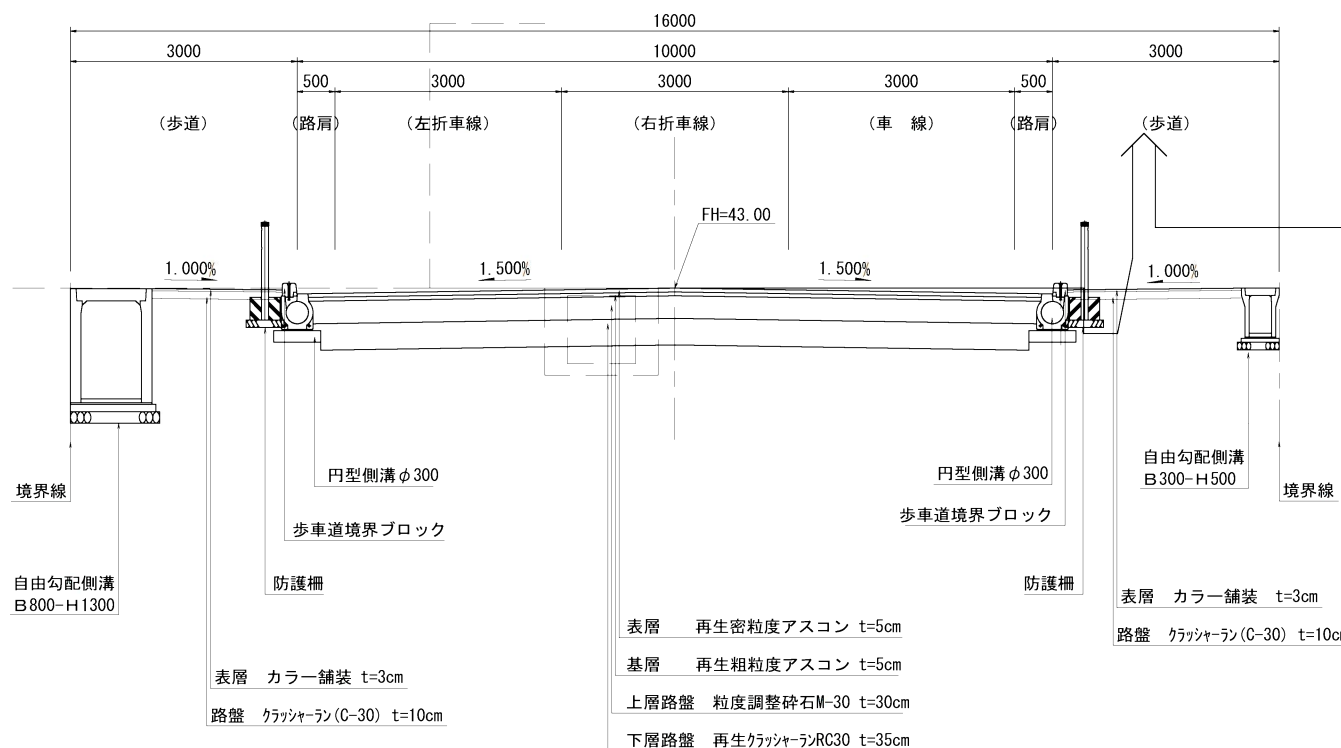 16000
3000
10000
3000
500
3000
3000
3000
500
(歩道)
(路肩)
(左折車線)
(右折車線)
(車　線)
(路肩)
(歩道)
FH=43.00
1.000%
1.500%
1.500%
1.000%
境界線
円型側溝φ300
円型側溝φ300
自由勾配側溝
B300-H500
境界線
歩車道境界ブロック
歩車道境界ブロック
自由勾配側溝
B800-H1300
防護柵
防護柵
表層　カラー舗装　t=3cm
路盤　クラッシャーラン(C-30)　t=10cm
表層　再生密粒度アスコン　t=5cm
基層　再生粗粒度アスコン　t=5cm
上層路盤　粒度調整砕石M-30　t=30cm
下層路盤　再生クラッシャーランRC30　t=35cm
表層　カラー舗装　t=3cm
路盤　クラッシャーラン(C-30)　t=10c